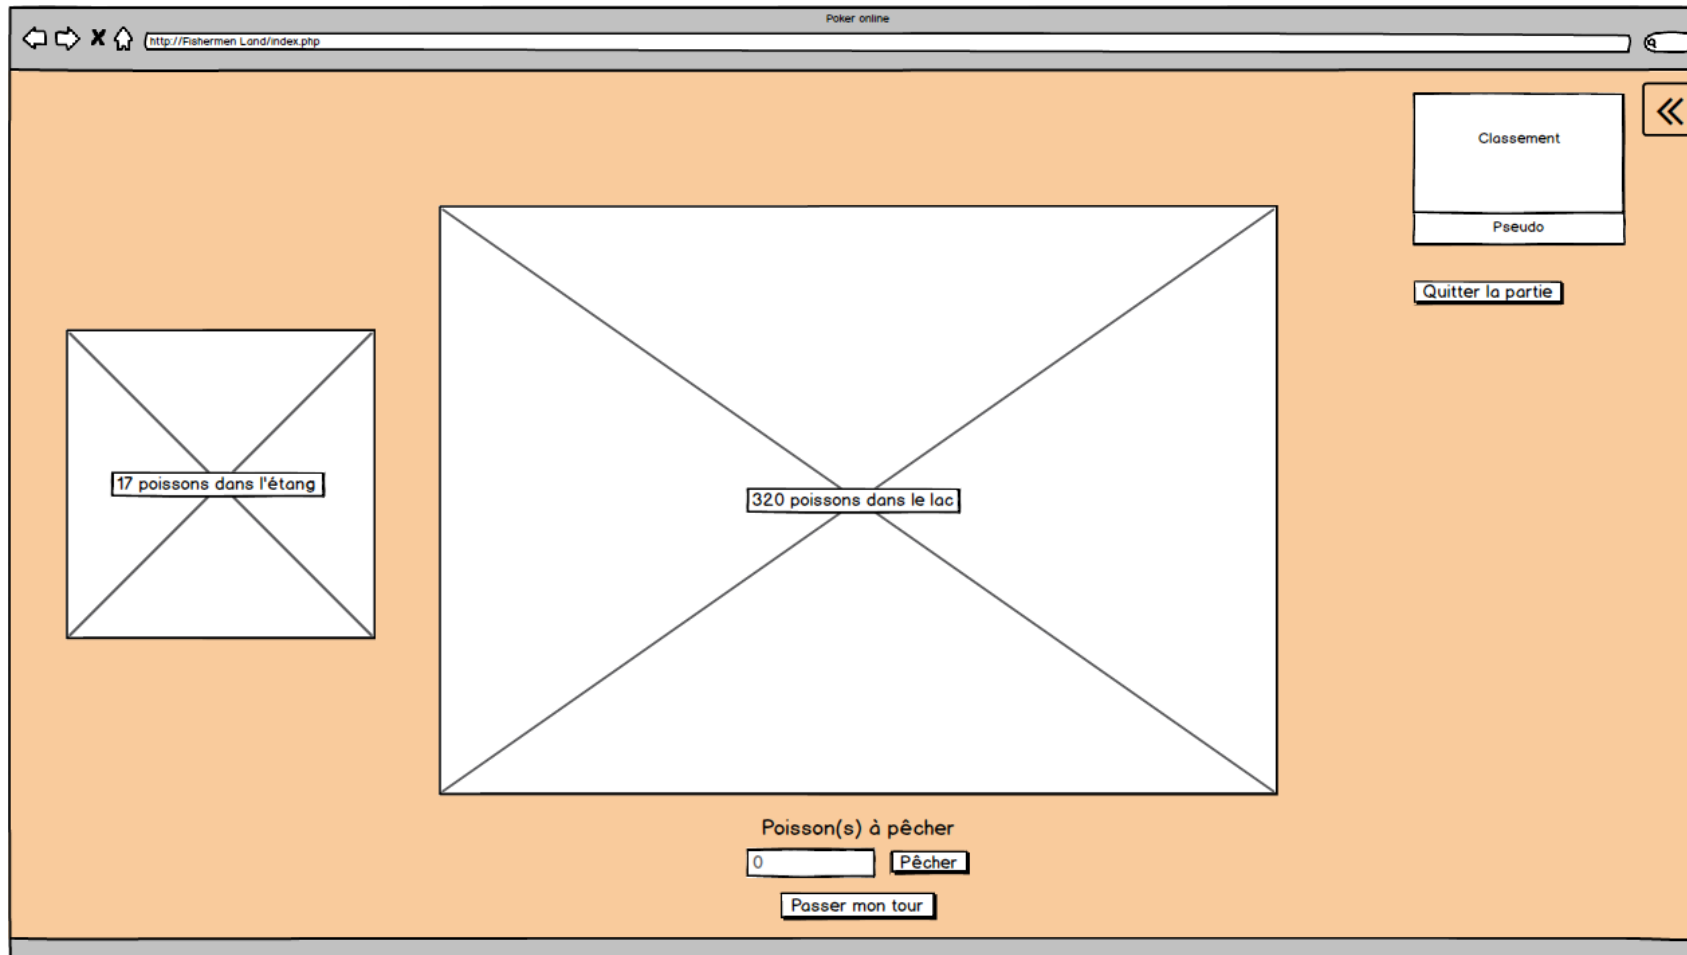 Poker online
http://Fishermen Land/index.php
Classement
Pseudo
Quitter la partie
17 poissons dans l'étang
320 poissons dans le lac
Poisson(s) à pêcher
0
Pêcher
Passer mon tour